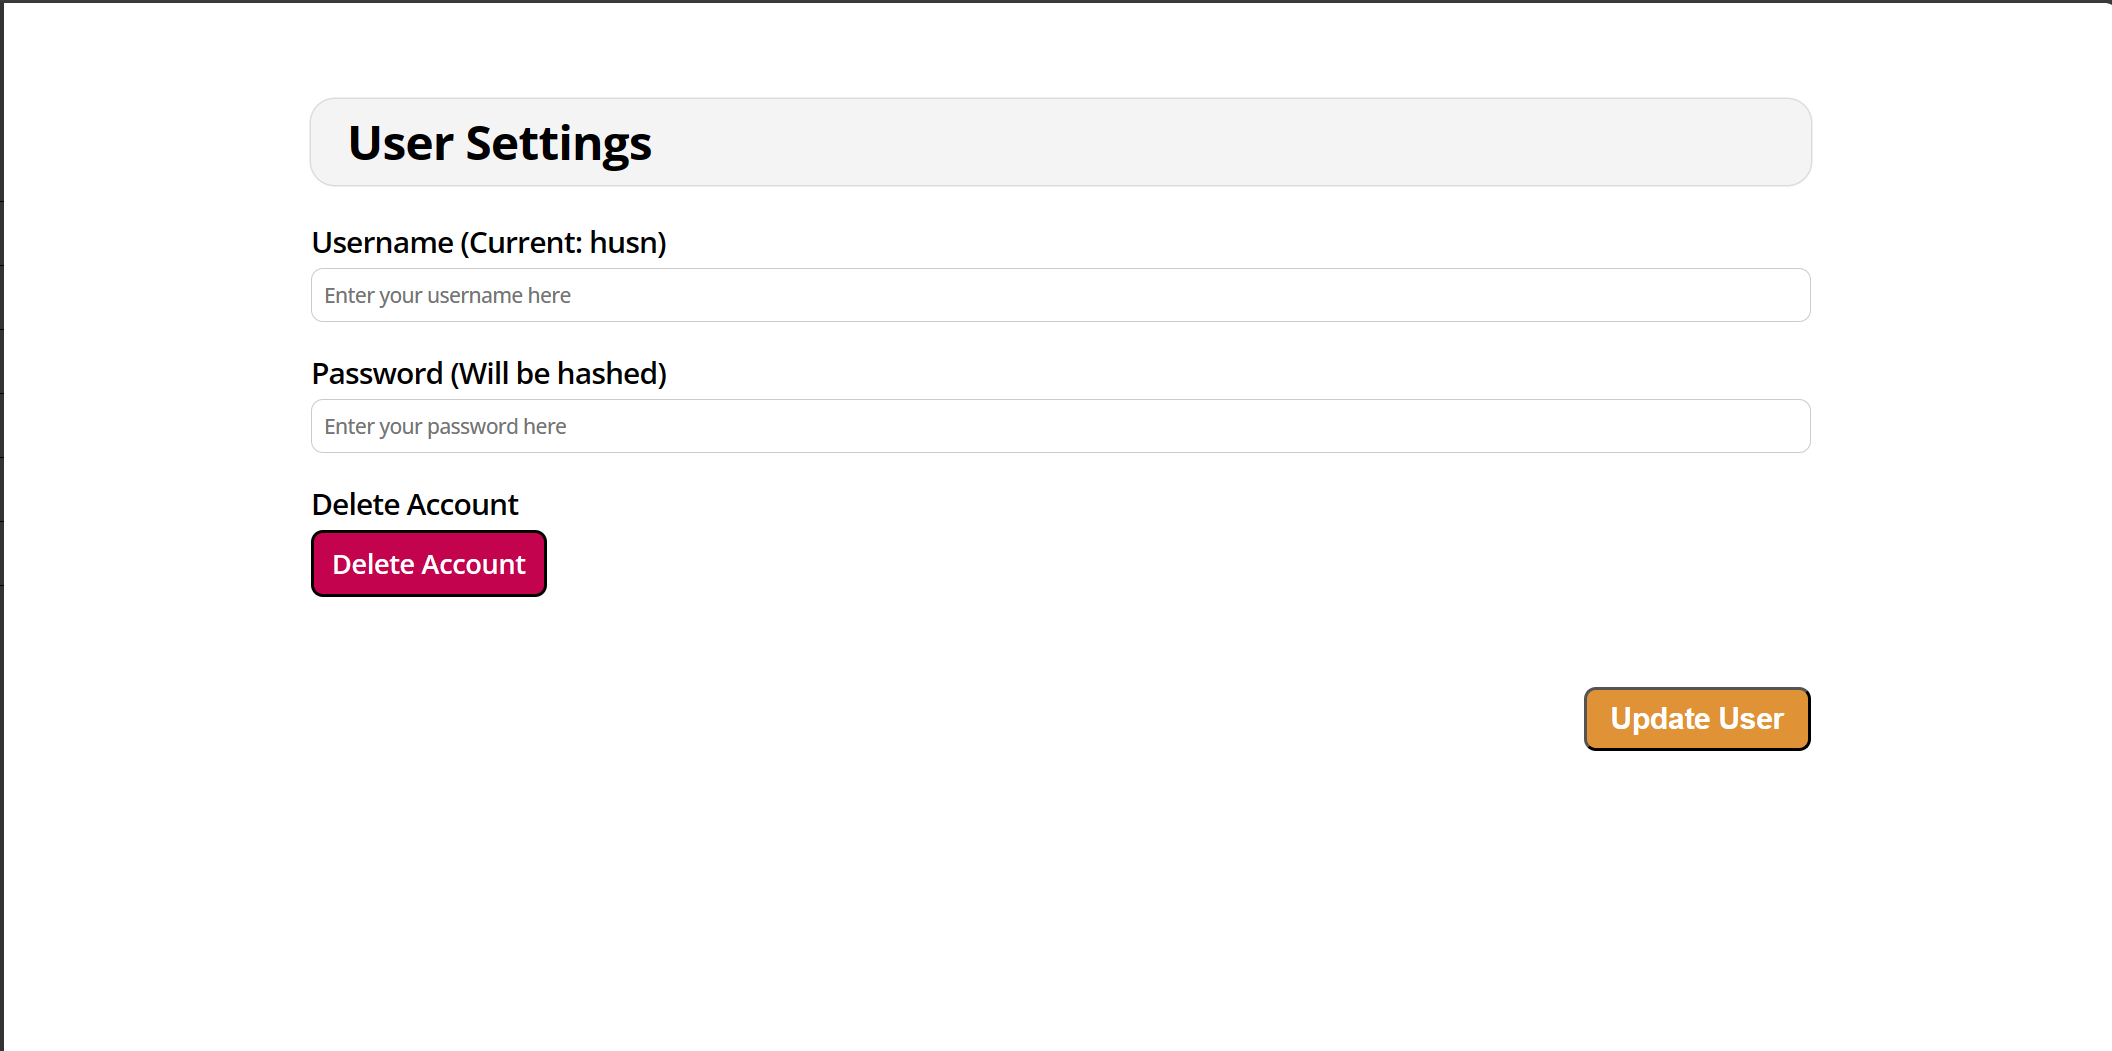 User Settings
Username (Current: husn)
Enter your username here
Password (Will be hashed)
Enter your password here
Delete Account
Delete Account
Update User